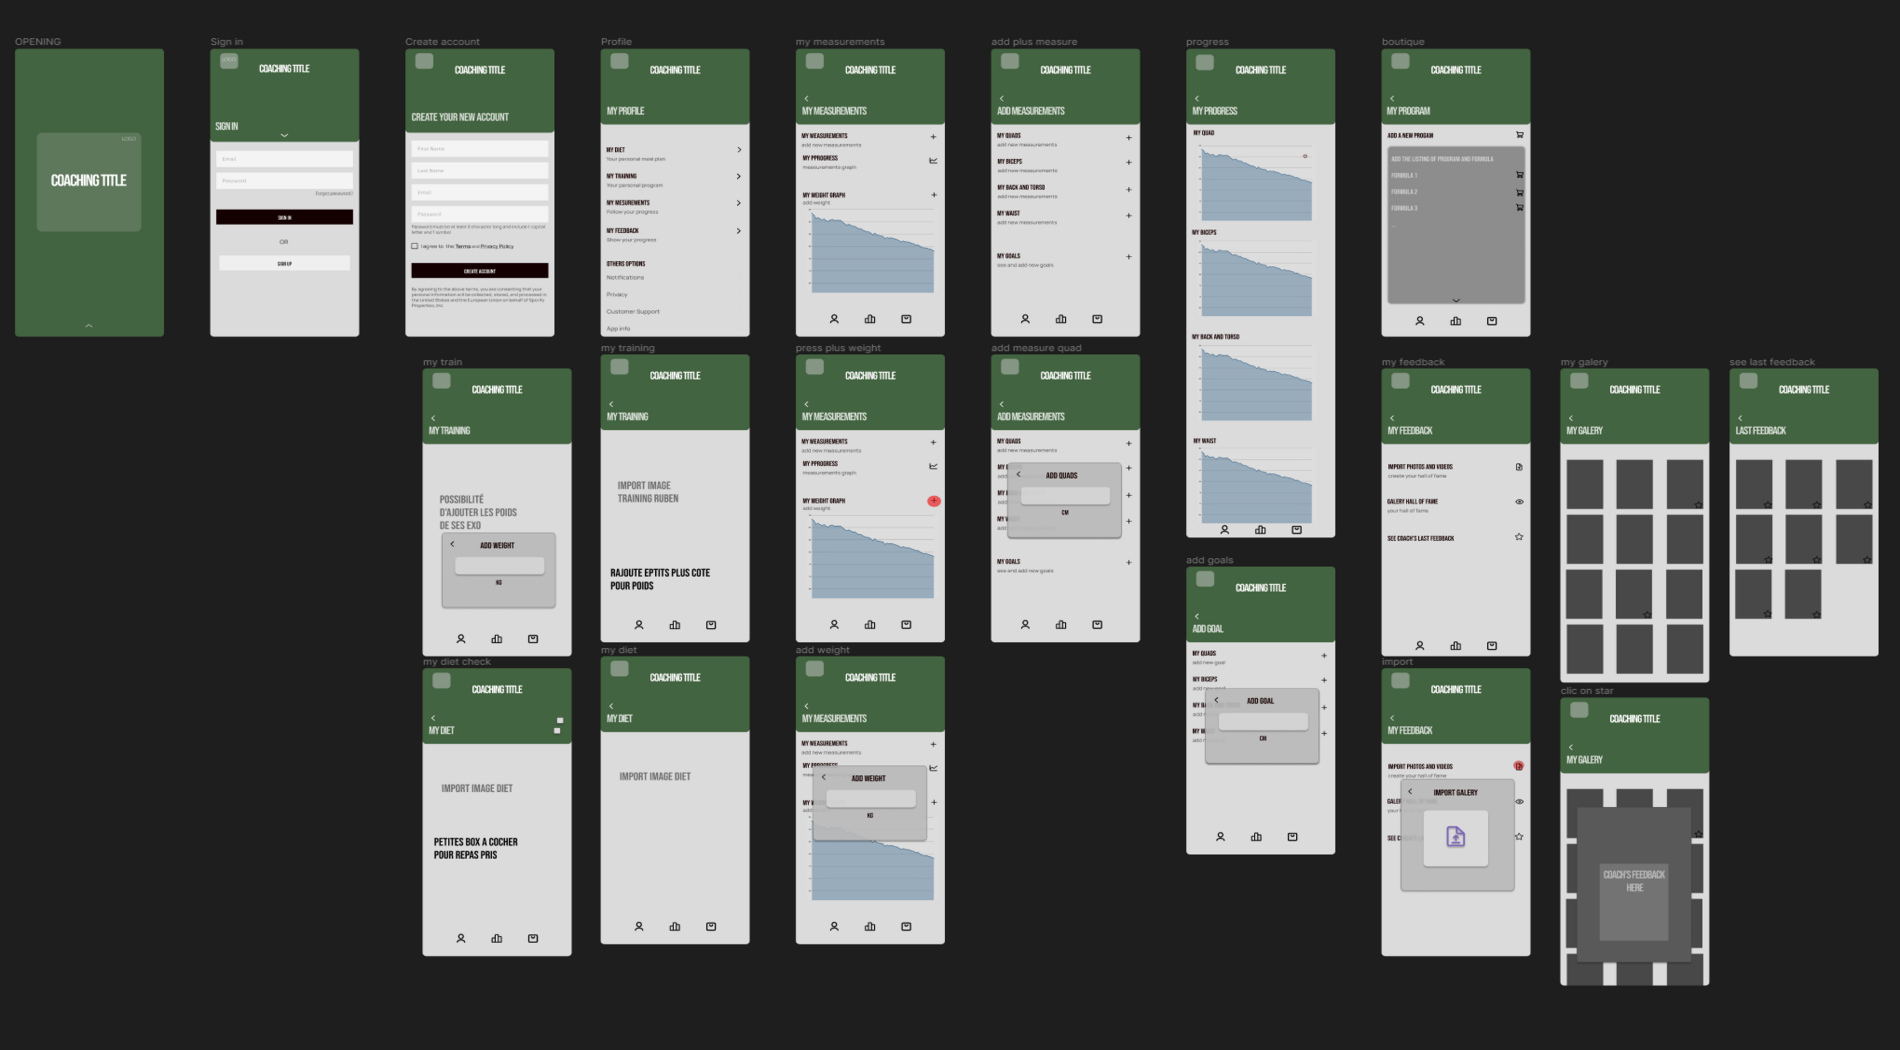 OPENING
LOGO
COACHING TITLE
Sign in
COACHING TITLE
SIGN IN
Email
Password
Forgot password?
SIGN IN
OR
SIGN UP
Create account
COACHING TITLE
CREATE YOUR NEW ACCOUNT
First Name
Last Name
Email
Password
Password must be at least 8 character long and include 1 capital
letter and 1 symbol
I agree to the Terms and Privacy Policy
CREATE ACCOUNT
By agreeing to the above terms, you are consenting that your
personal information will be collected, stored, and processed in
the United States and the European Union on behalf of
Properties, Inc.
Profile
COACHING TITLE
MY PROFILE
MY DIET
Your personal meal plan
MY TRAINING
Your personal program
MY MESUREMENTS
Follow your progress
MY FEEDBACK
Show your progress
OTHERS OPTIONS
Notifications
Privacy
Customer Support
App info
my measurements
COACHING TITLE
MY MEASUREMENTS
MY MEASUREMENTS
add new measurements
MY PPROGRESS
measurements graph
MY WEIGHT GRAPH
add weight
add plus measure
COACHING TITLE
ADD MEASUREMENTS
MY QUADS
add new measurements
MY BICEPS
add new measurements
MY BACK AND TORSO
add new measurements
MY WAIST
add new measurements
MY GOALS
see and add new goals
progress
COACHING TITLE
MY PROGRESS
MY QUAD
MY BICEPS
MY BACK AND TORSO
MY WAIST
boutique
COACHING TITLE
MY PROGRAM
ADD A NEW PROGAM
ADD THE LISTING OF PROGRAM AND FORMULA
FORMULA 1
FORMULA 2
FORMULA 3
...
my train
COACHING TITLE
MY TRAINING
POSSIBILITÉ
D'AJOUTER LES POIDS
DE SES EXO
ADD WEIGHT
KG
my training
COACHING TITLE
MY TRAINING
IMPORT IMAGE
TRAINING RUBEN
RAJOUTE EPTITS PLUS COTE
POUR POIDS
press plus weight
COACHING TITLE
MY MEASUREMENTS
MY MEASUREMENTS
add new measurements
MY PPROGRESS
measurements graph
MY WEIGHT GRAPH
add weight
add measure quad
COACHING TITLE
ADD MEASUREMENTS
MY QUADS
add new measurements
ADD QUADS
CM
MY GOALS
see and add new goals
my feedback
COACHING TITLE
MY FEEDBACK
IMPORT PHOTOS AND VIDEOS
create your hall of fame
GALERY HALL OF FAME
your hall of fame
SEE COACH'S LAST FEEDBACK
my galery
COACHING TITLE
MY GALERY
see last feedback
COACHING TITLE
LAST FEEDBACK
add goals
COACHING TITLE
ADD GOAL
MY QUADS
add new goal
MY BICEPS
ADD GOAL
CM
my diet check
COACHING TITLE
MY DIET
IMPORT IMAGE DIET
PETITES BOX A COCHER
POUR REPAS PRIS
my diet
COACHING TITLE
MY DIET
IMPORT IMAGE DIET
add weight
COACHING TITLE
MY MEASUREMENTS
MY MEASUREMENTS
add new measurements
MY PPROGRESS
ADD WEIGHT
KG
import
COACHING TITLE
MY FEEDBACK
IMPORT PHOTOS AND VIDEOS
create your hall of fame
IMPORT GALERY
clic on star
COACHING TITLE
MY GALERY
COACH'S FEEDBACK
HERE